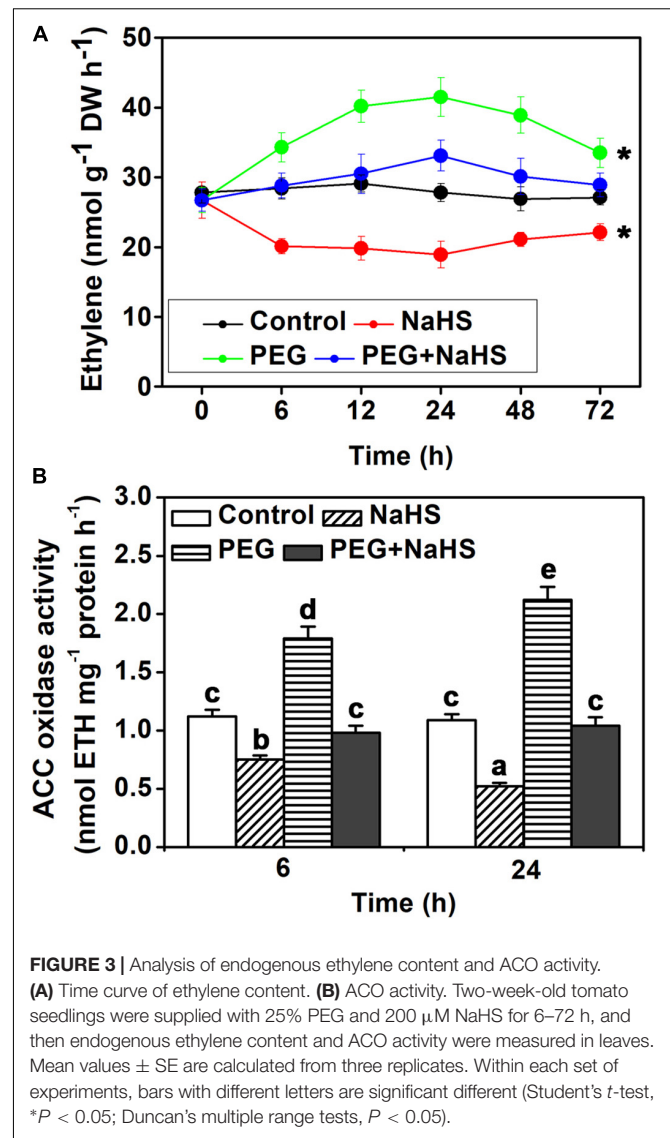 A
Ethylene (nmol g⁻¹ DW h⁻¹)
50
40
30
20
10
0
*
*
Control NaHS
PEG PEG+NaHS
0 6 12 24 48 72
Time (h)
B
ACC oxidase activity
(nmol ETH mg⁻¹ protein h⁻¹)
3.0
2.5
2.0
1.5
1.0
0.5
0.0
Control NaHS
PEG PEG+NaHS
c b d c c a e c
6 24
Time (h)
FIGURE 3 | Analysis of endogenous ethylene content and ACO activity.
(A) Time curve of ethylene content. (B) ACO activity. Two-week-old tomato
seedlings were supplied with 25% PEG and 200 μM NaHS for 6–72 h, and
then endogenous ethylene content and ACO activity were measured in leaves.
Mean values ± SE are calculated from three replicates. Within each set of
experiments, bars with different letters are significant different (Student's t-test,
*P < 0.05; Duncan's multiple range tests, P < 0.05).